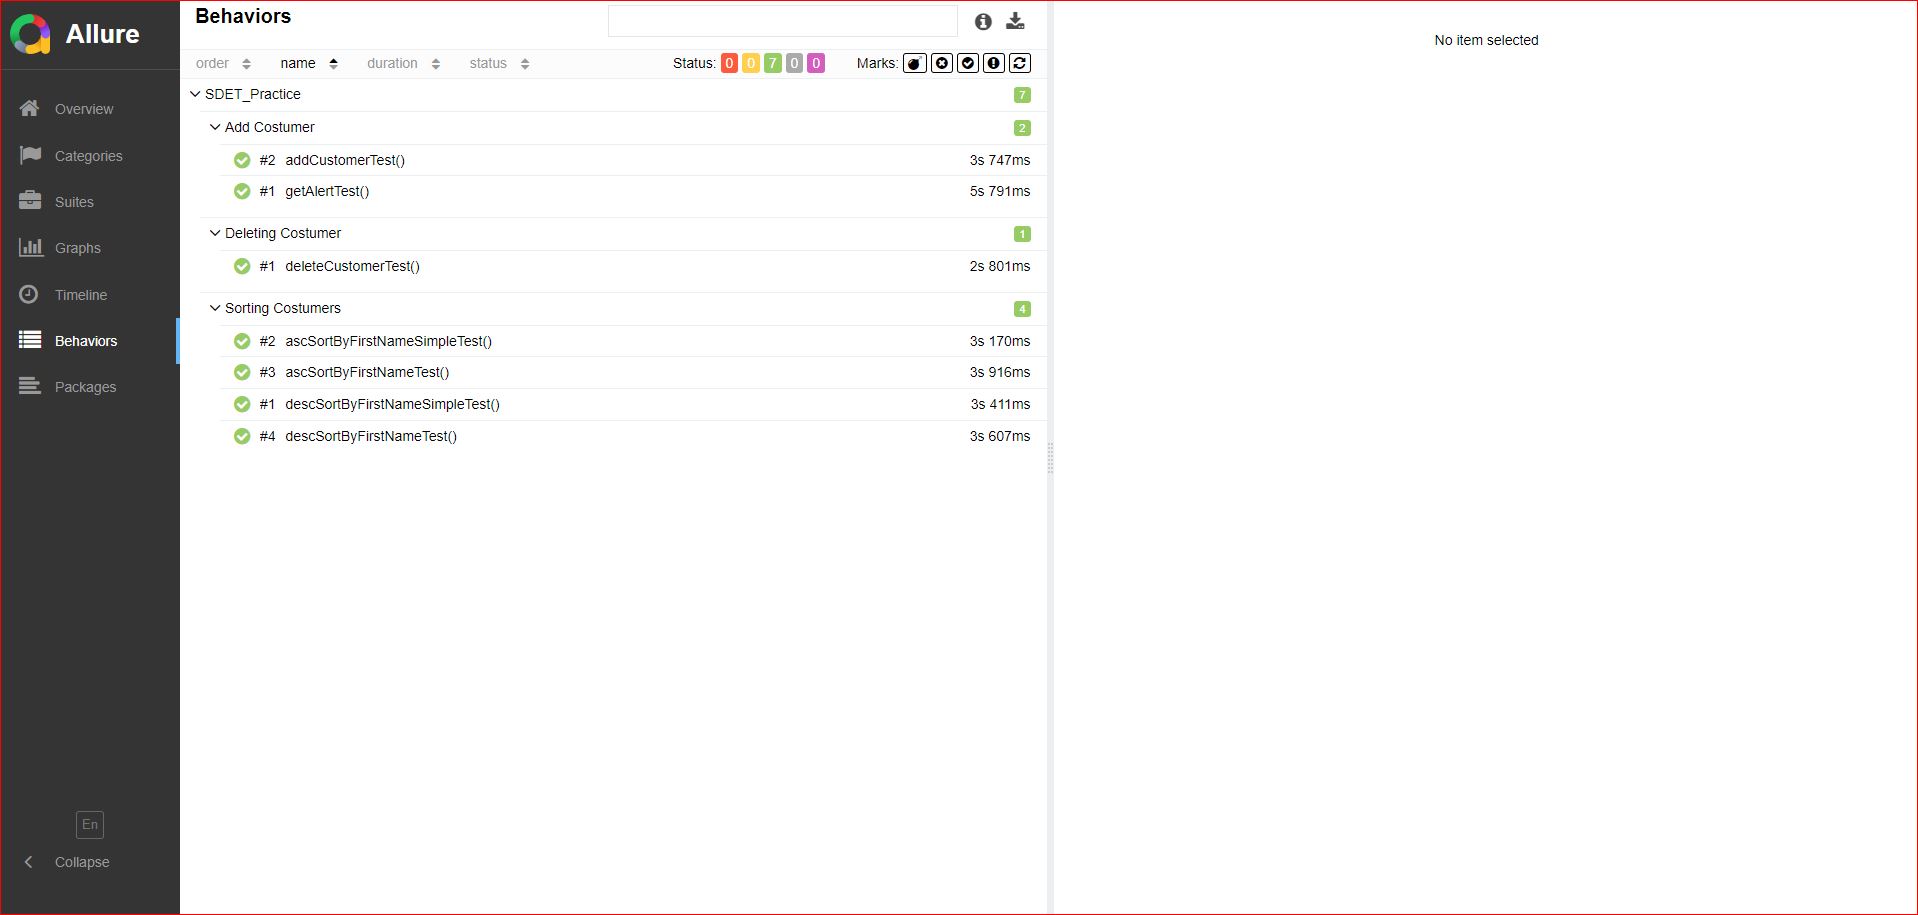 Allure
Overview
Categories
Suites
Graphs
Timeline
Behaviors
Packages
En
Collapse
Behaviors
order name duration status Status: 0 0 7 0 0 Marks:
SDET_Practice 7
Add Costumer 2
#2 addCustomerTest() 3s 747ms
#1 getAlertTest() 5s 791ms
Deleting Costumer 1
#1 deleteCustomerTest() 2s 801ms
Sorting Costumers 4
#2 ascSortByFirstNameSimpleTest() 3s 170ms
#3 ascSortByFirstNameTest() 3s 916ms
#1 descSortByFirstNameSimpleTest() 3s 411ms
#4 descSortByFirstNameTest() 3s 607ms
No item selected